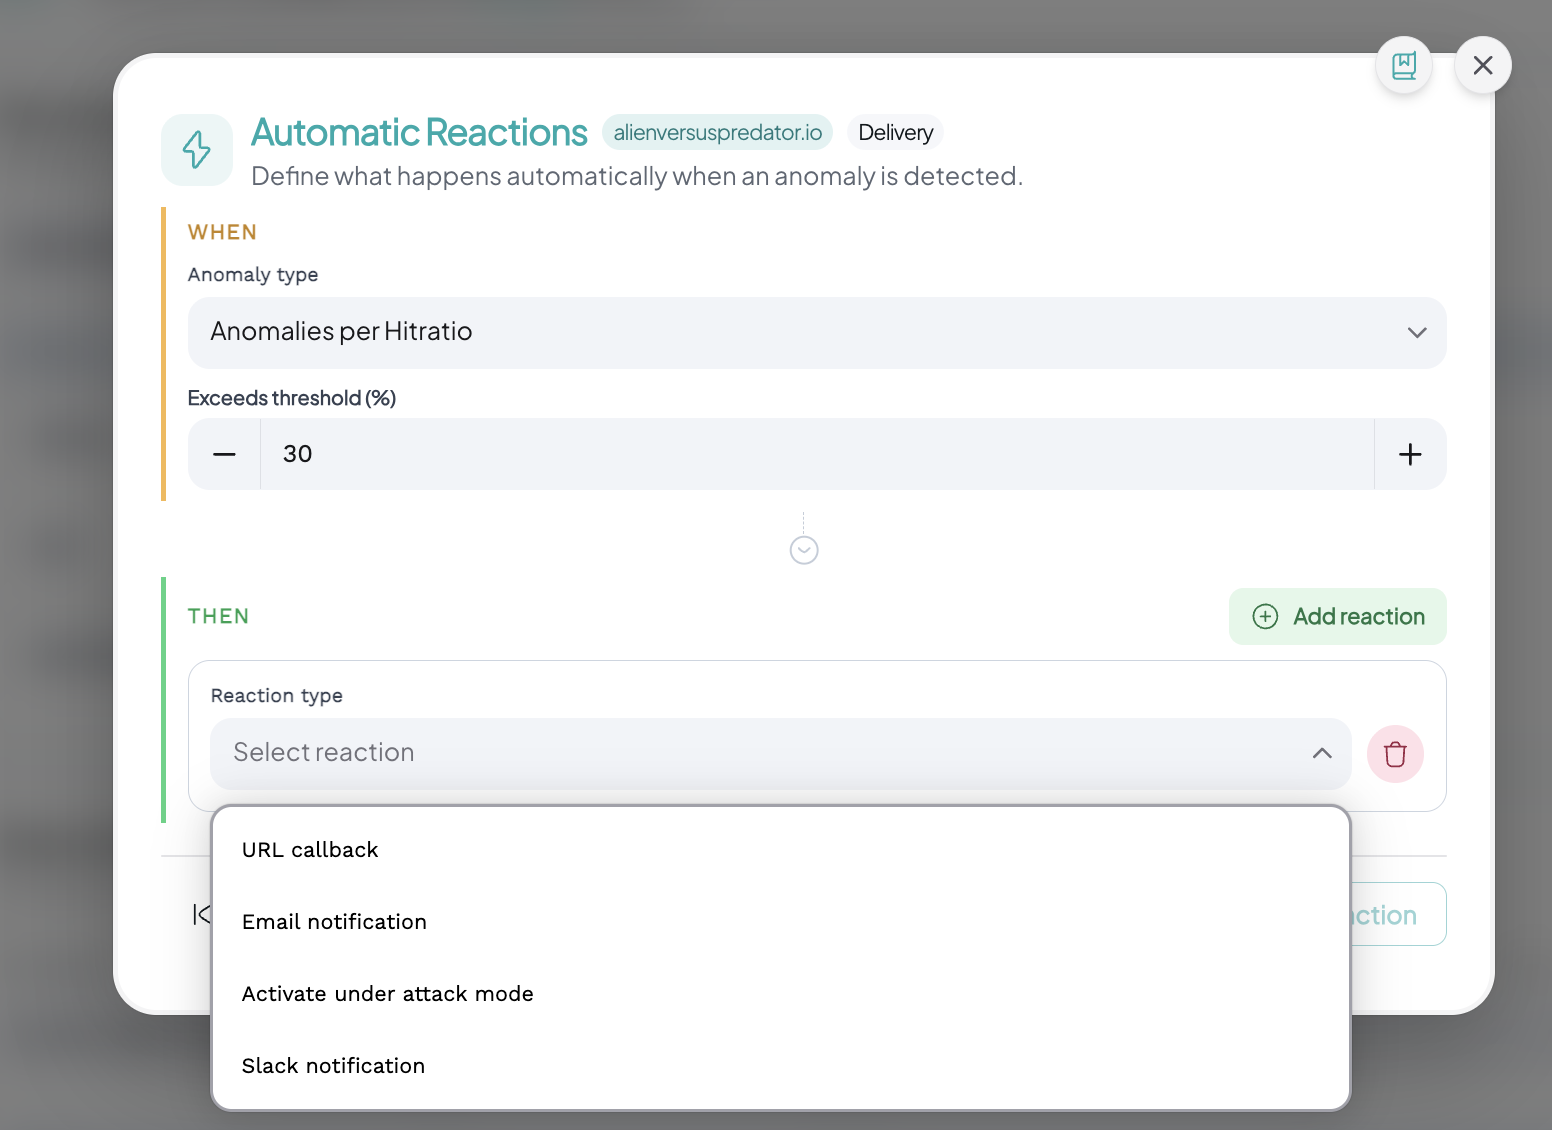 Automatic Reactions alienversuspredator.io Delivery
Define what happens automatically when an anomaly is detected.
WHEN
Anomaly type
Anomalies per Hitratio
Exceeds threshold (%)
30
THEN
Add reaction
Reaction type
Select reaction
URL callback
Email notification
Activate under attack mode
Slack notification